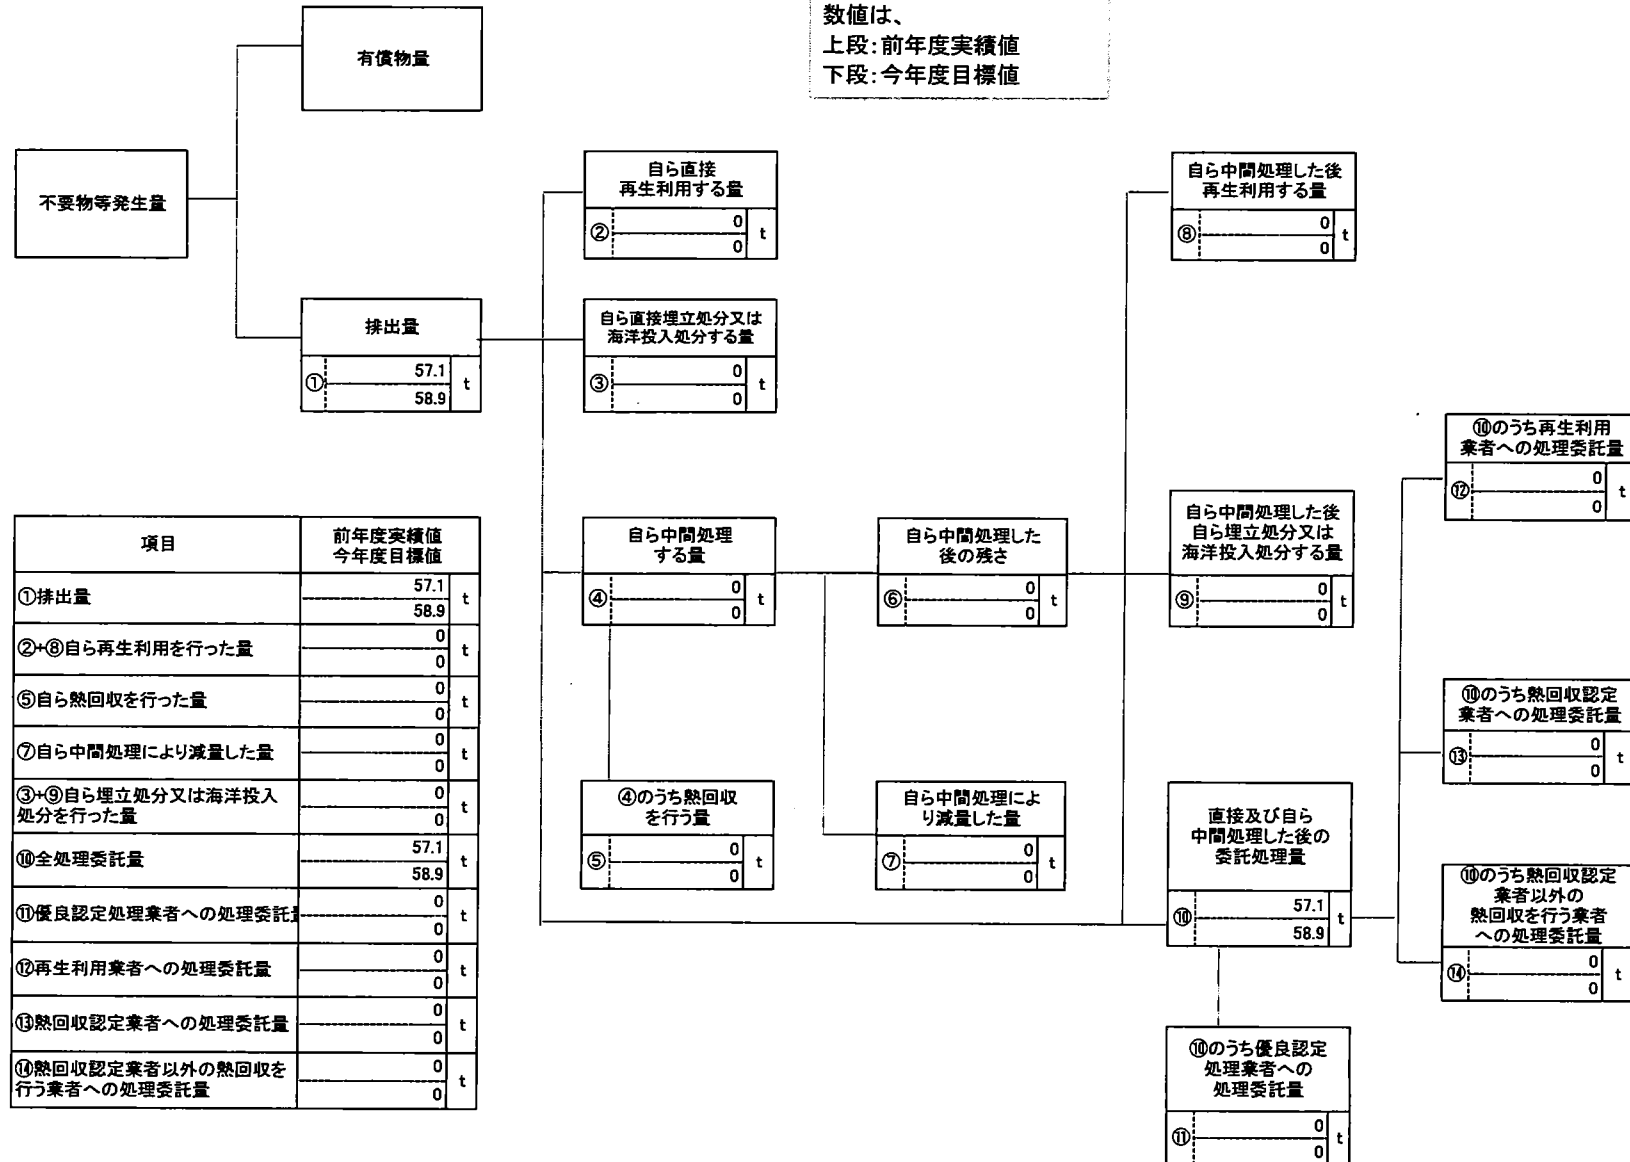 数値は、
上段:前年度実績値
下段:今年度目標値
有償物量
不要物等発生量
排出量
① 57.1 t
58.9
自ら直接
再生利用する量
② 0 t
0
自ら直接埋立処分又は
海洋投入処分する量
③ 0 t
0
自ら中間処理
する量
④ 0 t
0
④のうち熱回収
を行う量
⑤ 0 t
0
自ら中間処理した
後の残さ
⑥ 0 t
0
自ら中間処理によ
り減量した量
⑦ 0 t
0
自ら中間処理した後
再生利用する量
⑧ 0 t
0
自ら中間処理した後
自ら埋立処分又は
海洋投入処分する量
⑨ 0 t
0
直接及び自ら
中間処理した後の
委託処理量
⑩ 57.1 t
58.9
⑩のうち優良認定
処理業者への
処理委託量
⑪ 0 t
0
⑩のうち再生利用
業者への処理委託量
⑫ 0 t
0
⑩のうち熱回収認定
業者への処理委託量
⑬ 0 t
0
⑩のうち熱回収認定
業者以外の
熱回収を行う業者
への処理委託量
⑭ 0 t
0
項目 前年度実績値
今年度目標値
①排出量 57.1 t
58.9
②+⑧自ら再生利用を行った量 0 t
0
⑤自ら熱回収を行った量 0 t
0
⑦自ら中間処理により減量した量 0 t
0
③+⑨自ら埋立処分又は海洋投入
処分を行った量 0 t
0
⑩全処理委託量 57.1 t
58.9
⑪優良認定処理業者への処理委託 0 t
0
⑫再生利用業者への処理委託量 0 t
0
⑬熱回収認定業者への処理委託量 0 t
0
⑭熱回収認定業者以外の熱回収を
行う業者への処理委託量 0 t
0